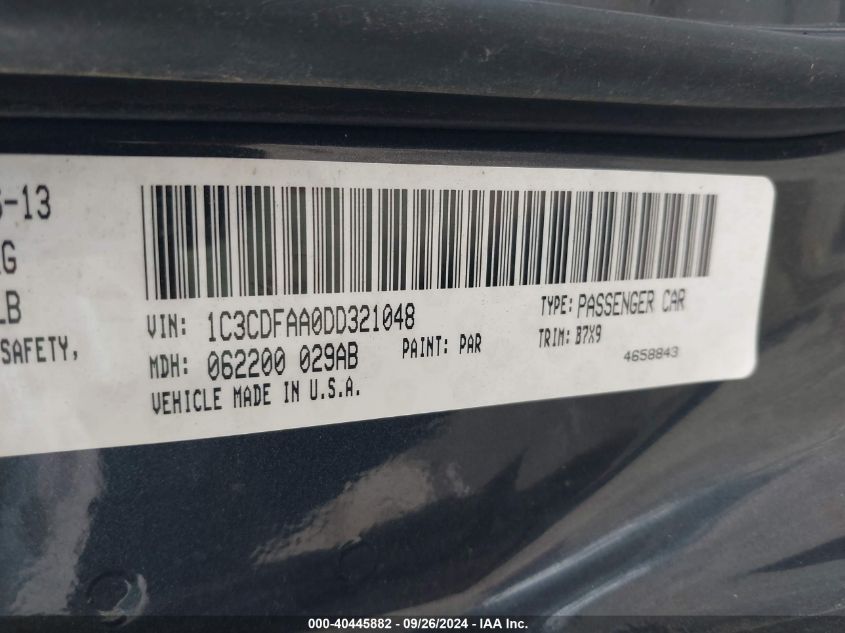 -13
G
LB
SAFETY,
VIN: 1C3CDFAA0DD321048
TYPE: PASSENGER CAR
MDH: 062200 029AB
PAINT: PAR
TRIM: B7X9
VEHICLE MADE IN U.S.A.
4658843
000-40445882 - 09/26/2024 - IAA Inc.